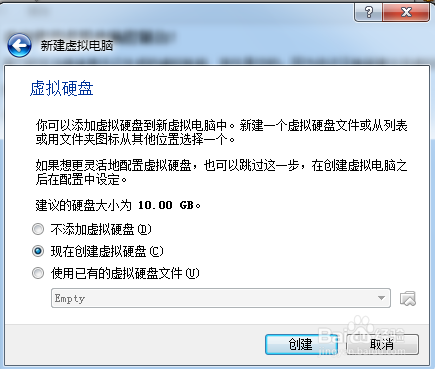 新建虚拟电脑
虚拟硬盘
你可以添加虚拟硬盘到新虚拟电脑中。新建一个虚拟硬盘文件或从列表
或用文件夹图标从其他位置选择一个。
如果想更灵活地配置虚拟硬盘，也可以跳过这一步，在创建虚拟电脑之
后在配置中设定。
建议的硬盘大小为 10.00 GB。
不添加虚拟硬盘(D)
现在创建虚拟硬盘(C)
使用已有的虚拟硬盘文件(U)
Empty
创建
取消